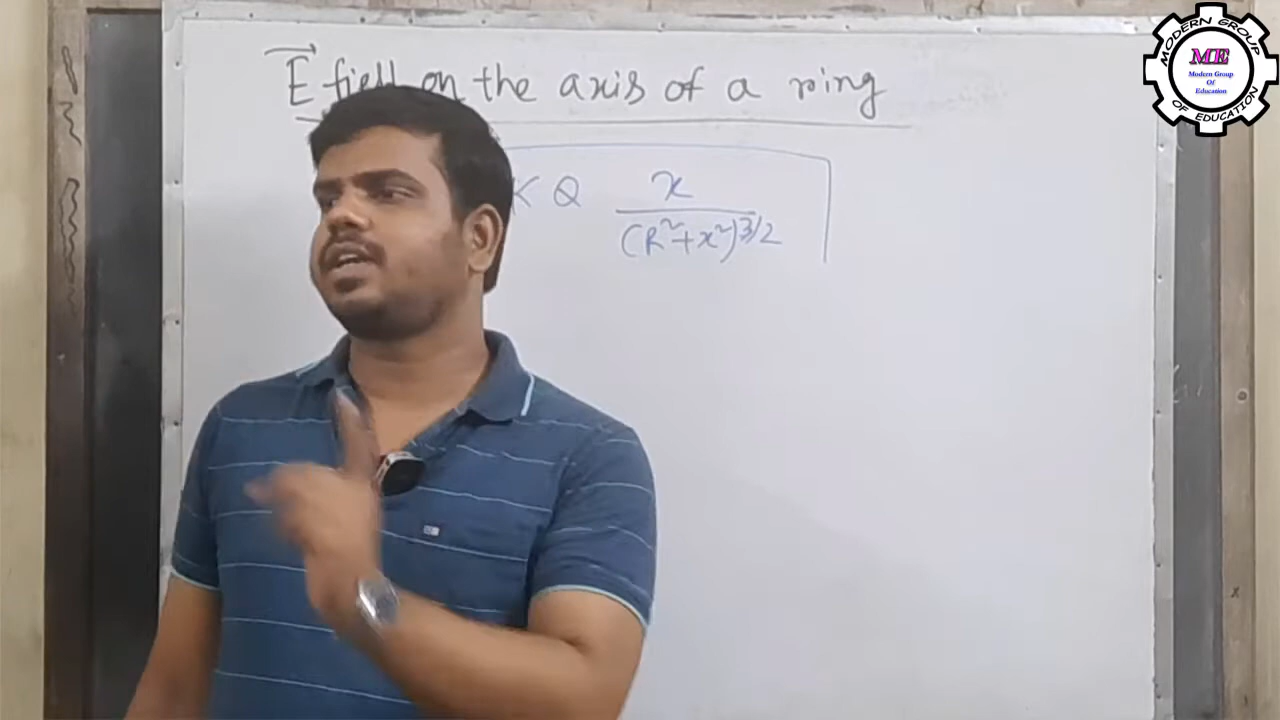 E⃗ field on the axis of a ring
K Q x
(R²+x²)3/2
MODERN GROUP
OF EDUCATION
ME
Modern Group
Of
Education